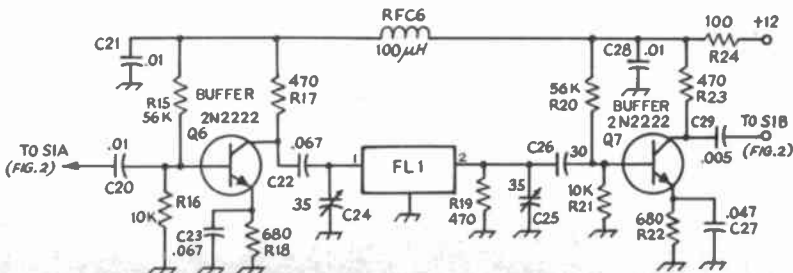 RFC6
100μH
C21
.01
R15
56K
BUFFER
2N2222
Q6
470
R17
TO S1A
(FIG.2)
.01
C20
R16
10K
C23
.067
680
R18
.067
C22
35
C24
1
FL1
2
R19
470
35
C25
C26
30
56K
R20
10K
R21
C28
.01
BUFFER
2N2222
Q7
100
R24
+12
470
R23
C29
.005
TO S1B
(FIG.2)
680
R22
.047
C27